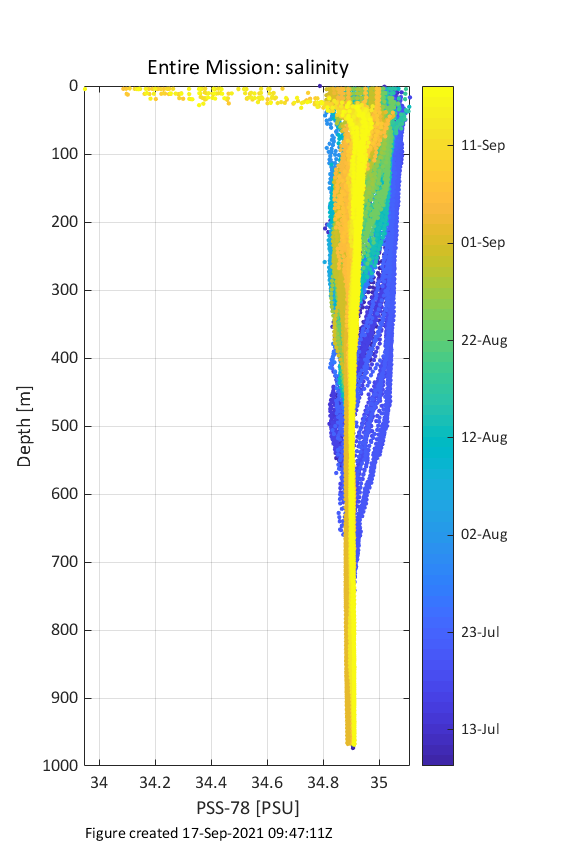 Entire Mission: salinity
0
100
200
300
400
500
600
700
800
900
1000
Depth [m]
34
34.2
34.4
34.6
34.8
35
PSS-78 [PSU]
11-Sep
01-Sep
22-Aug
12-Aug
02-Aug
23-Jul
13-Jul
Figure created 17-Sep-2021 09:47:11Z